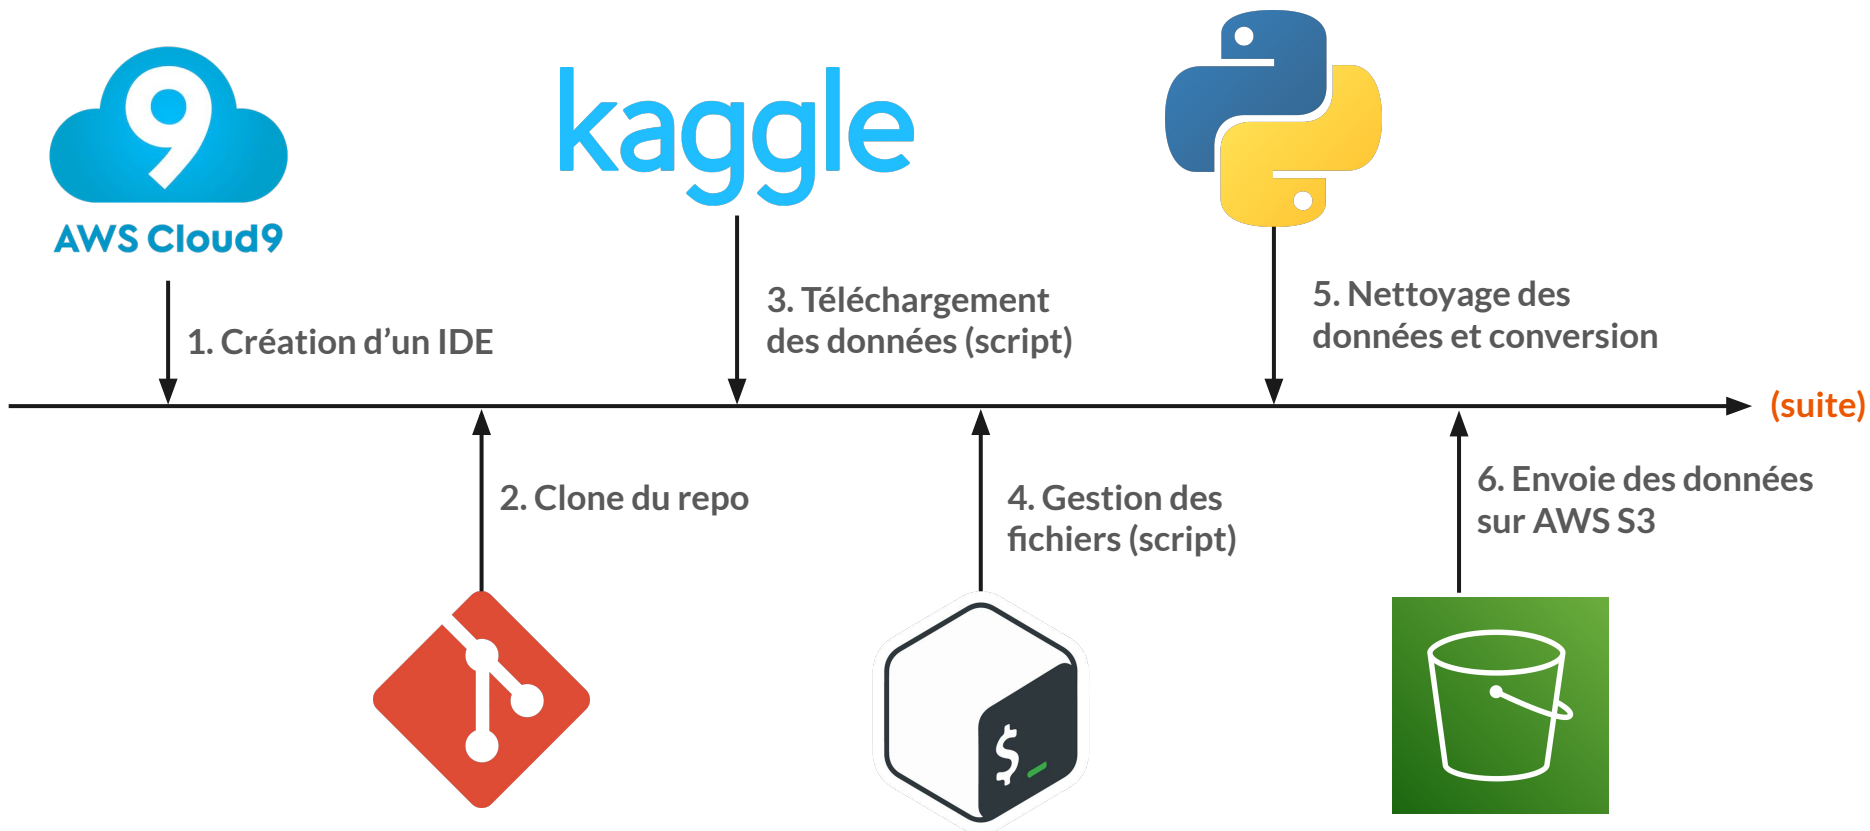 9
AWS Cloud9
kaggle
1. Création d’un IDE
3. Téléchargement
des données (script)
5. Nettoyage des
données et conversion
(suite)
2. Clone du repo
4. Gestion des
fichiers (script)
6. Envoie des données
sur AWS S3
$_